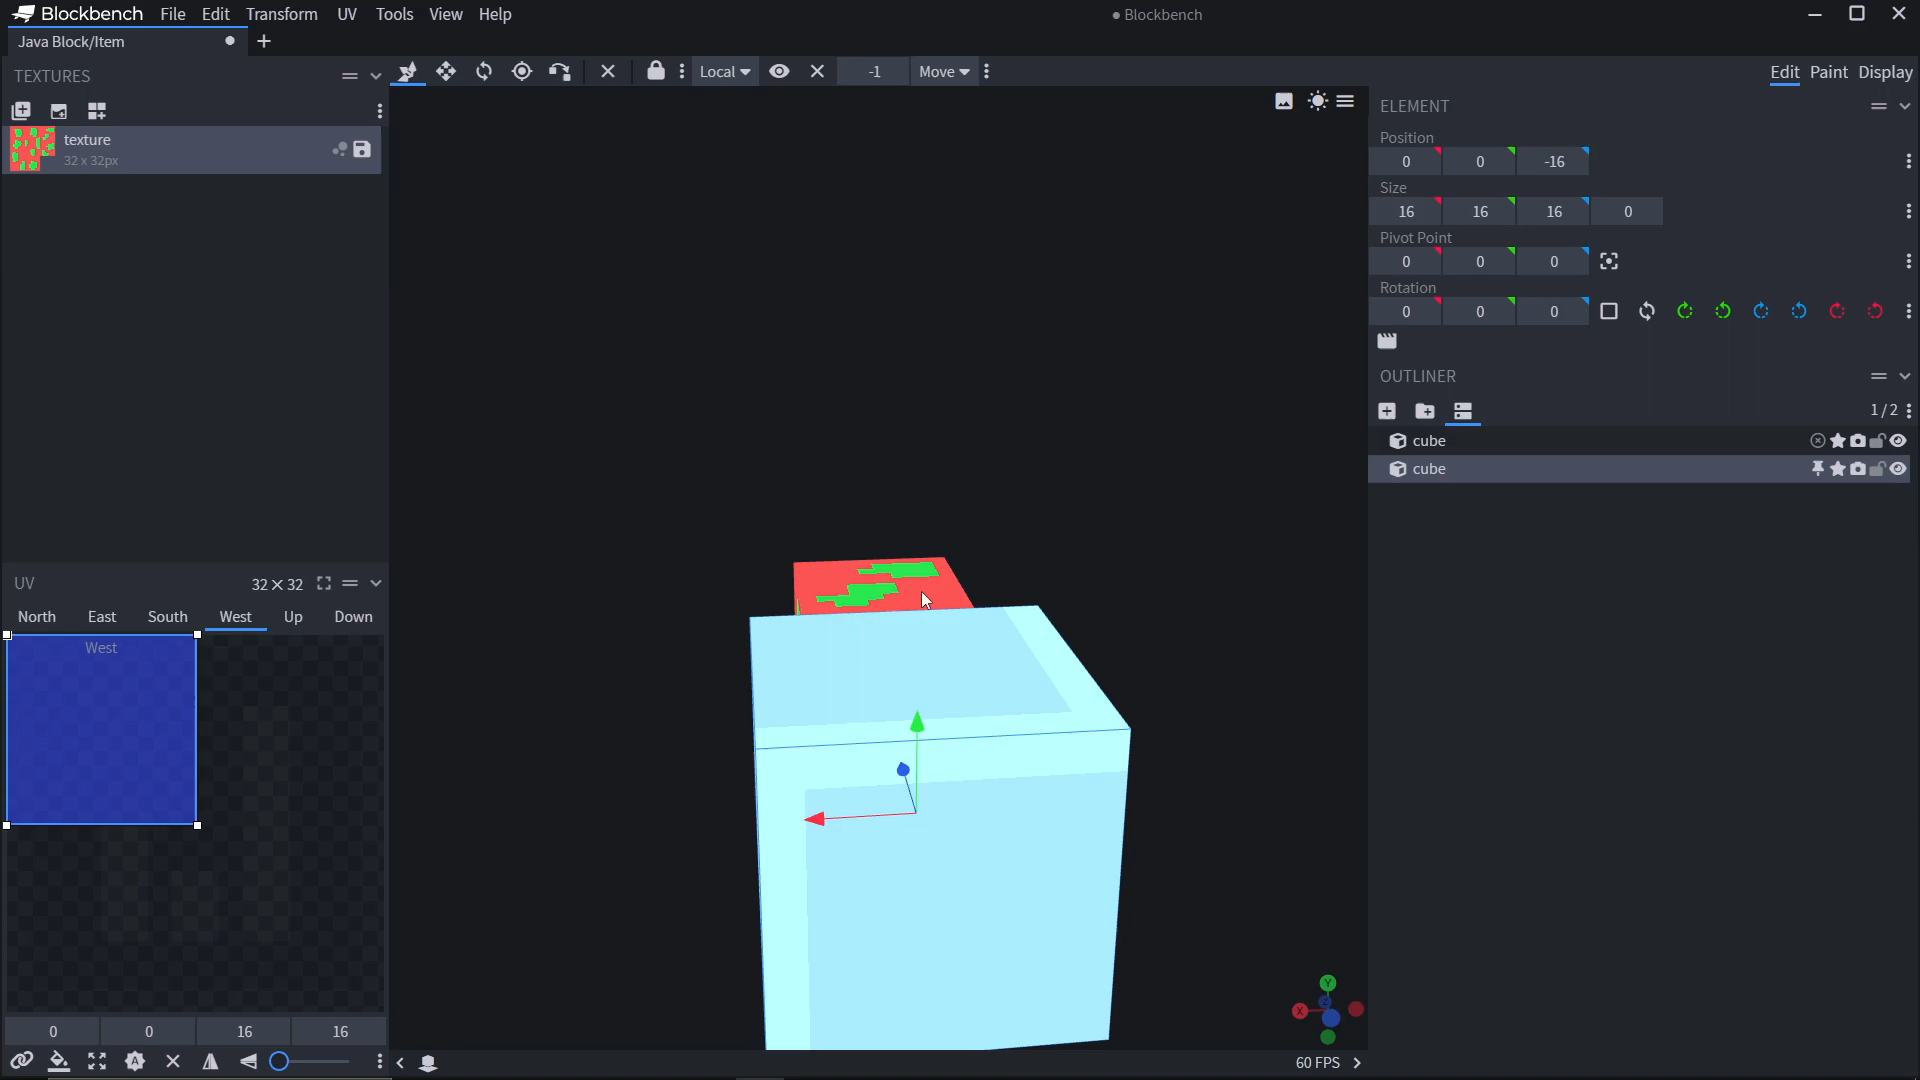 Blockbench File Edit Transform UV Tools View Help
● Blockbench
Java Block/Item
TEXTURES
Local
-1
Move
Edit Paint Display
texture
32 x 32px
ELEMENT
Position
0 0 -16
Size
16 16 16 0
Pivot Point
0 0 0
Rotation
0 0 0
OUTLINER
1 / 2
cube
cube
UV
32 × 32
North East South West Up Down
West
0 0 16 16
A
Y
X
Z
60 FPS